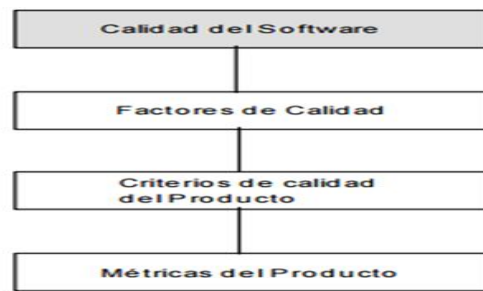 Calidad del Software
Factores de Calidad
Criterios de calidad
del Producto
Métricas del Producto